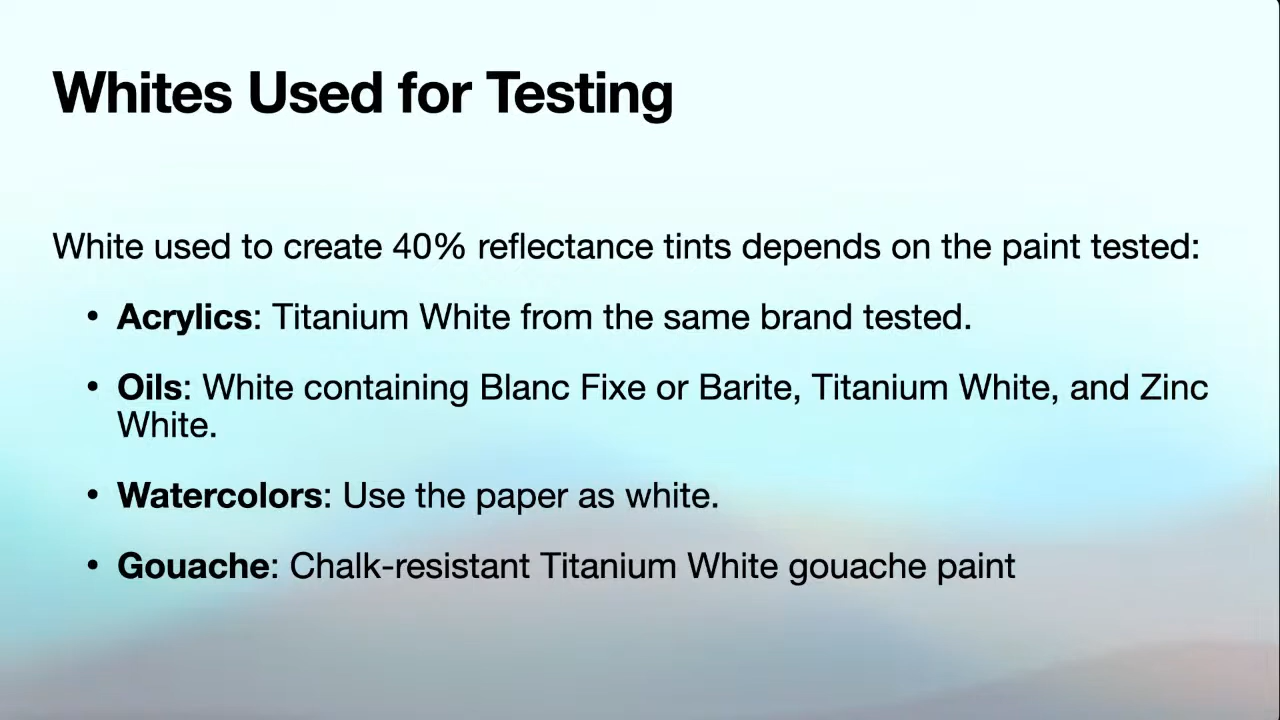 Whites Used for Testing
White used to create 40% reflectance tints depends on the paint tested:
• Acrylics: Titanium White from the same brand tested.
• Oils: White containing Blanc Fixe or Barite, Titanium White, and Zinc
White.
• Watercolors: Use the paper as white.
• Gouache: Chalk-resistant Titanium White gouache paint